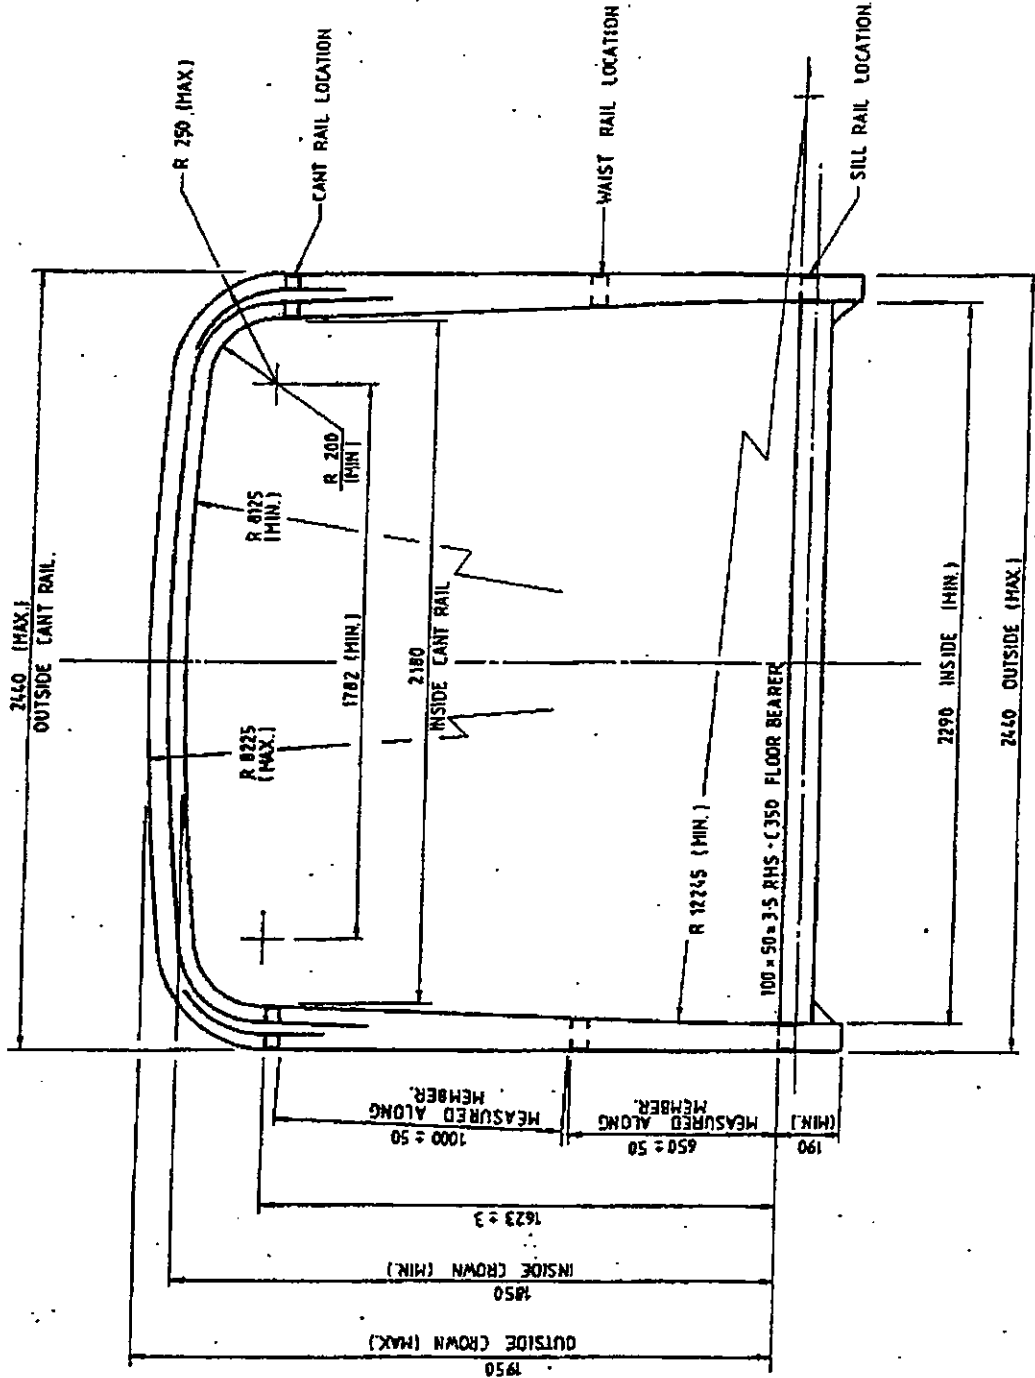 2440 (MAX.)
OUTSIDE CANT RAIL.
R 250 (MAX)
CANT RAIL LOCATION
WAIST RAIL LOCATION
SILL RAIL LOCATION.
R 200
(MIN)
R 8125
(MIN.)
R 8225
(MAX.)
1782 (MIN.)
2180
INSIDE CANT RAIL
R 12245 (MIN.)
100 x 50 x 3·5 RHS - C350 FLOOR BEARER
2290 INSIDE (MIN.)
2440 OUTSIDE (MAX.)
1000 ± 50
MEASURED ALONG
MEMBER.
650 ± 50
MEASURED ALONG
MEMBER.
190
(MIN.)
1623 ± 3
1850
INSIDE CROWN (MIN.)
1950
OUTSIDE CROWN (MAX.)